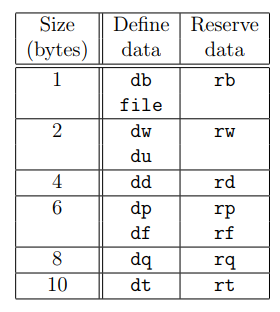 Size Define Reserve
(bytes) data data
1 db rb
file
2 dw rw
du
4 dd rd
6 dp rp
df rf
8 dq rq
10 dt rt